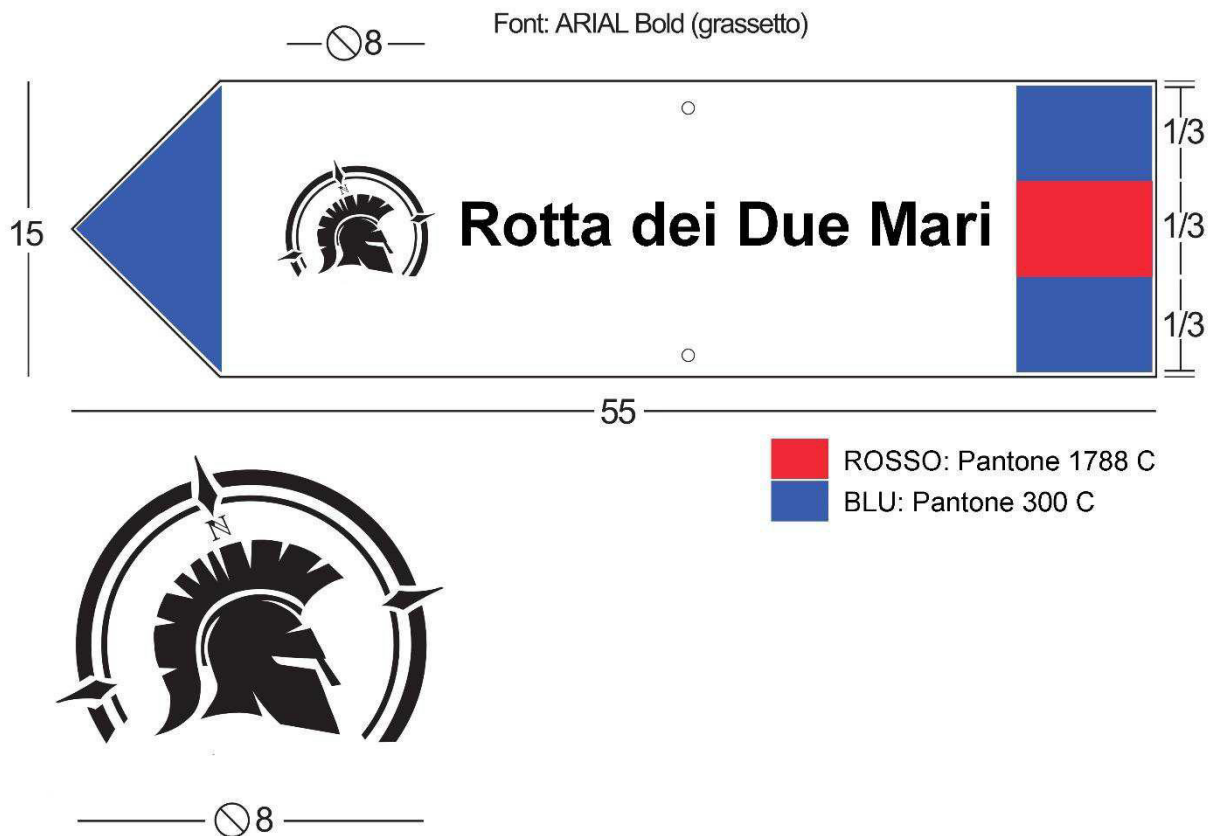 Font: ARIAL Bold (grassetto)
8
1/3
15
N
Rotta dei Due Mari
1/3
1/3
55
ROSSO: Pantone 1788 C
BLU: Pantone 300 C
N
8